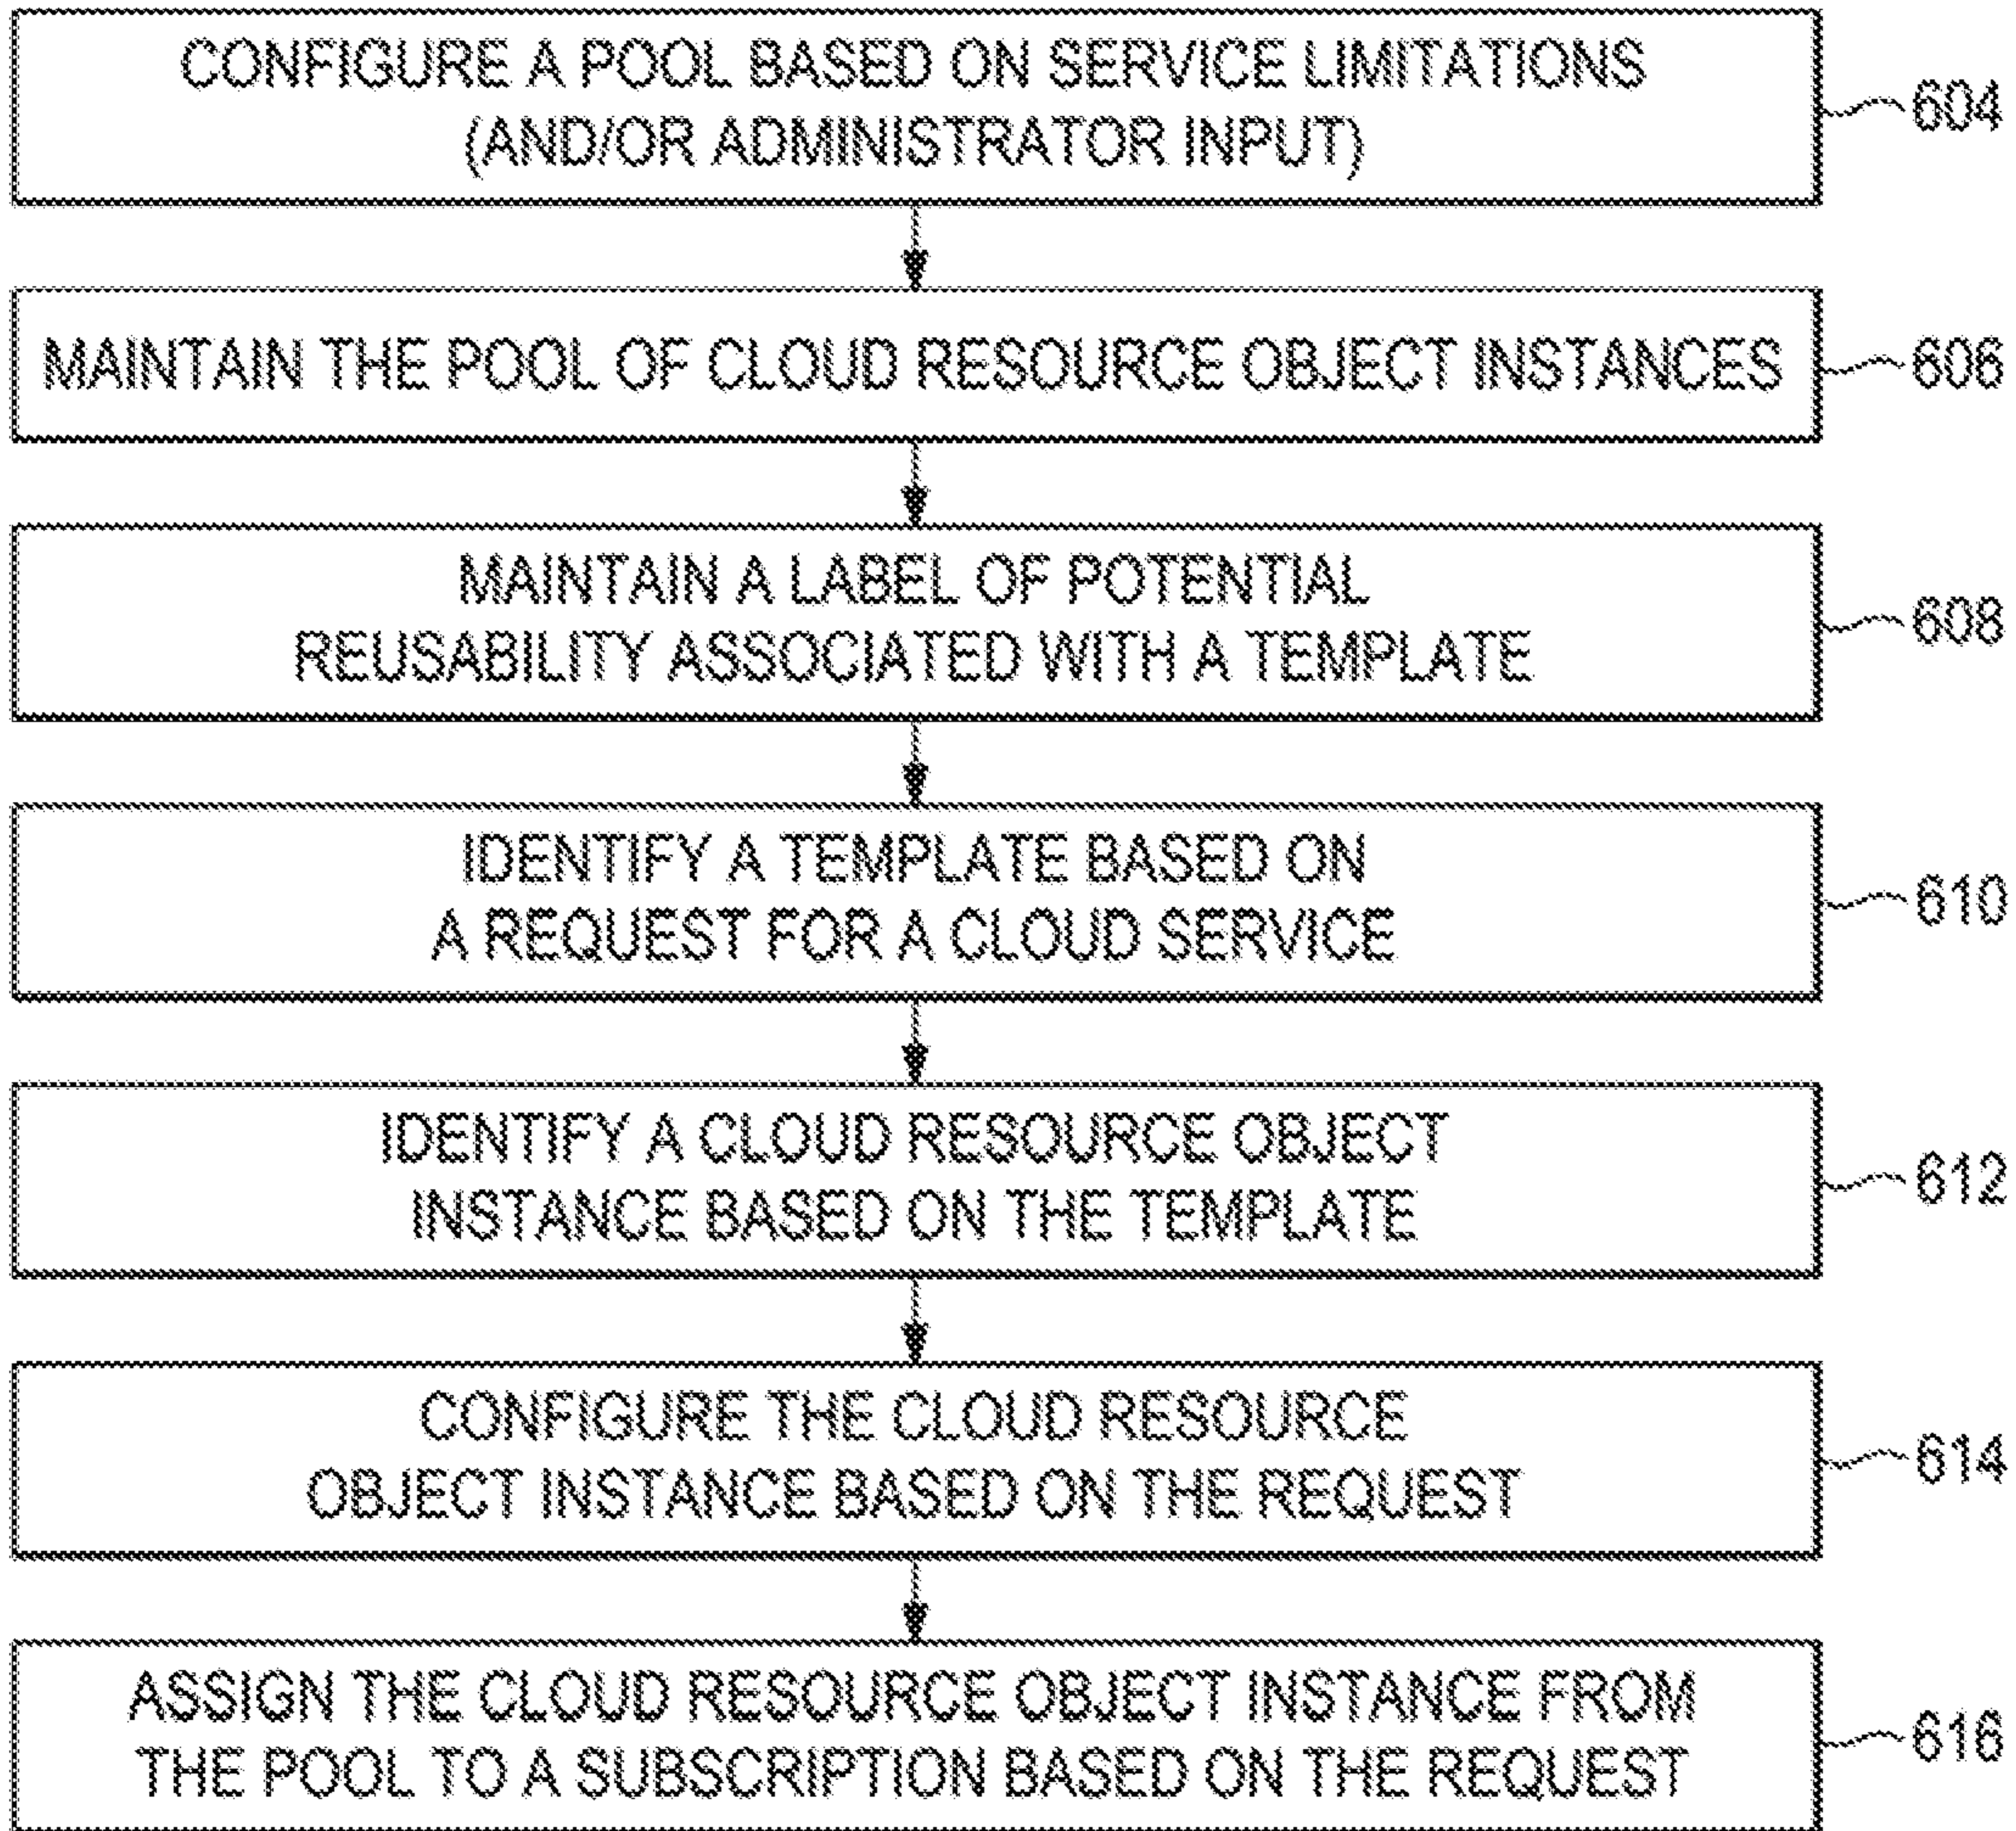 CONFIGURE A POOL BASED ON SERVICE LIMITATIONS
(AND/OR ADMINISTRATOR INPUT)
604
MAINTAIN THE POOL OF CLOUD RESOURCE OBJECT INSTANCES
606
MAINTAIN A LABEL OF POTENTIAL
REUSABILITY ASSOCIATED WITH A TEMPLATE
608
IDENTIFY A TEMPLATE BASED ON
A REQUEST FOR A CLOUD SERVICE
610
IDENTIFY A CLOUD RESOURCE OBJECT
INSTANCE BASED ON THE TEMPLATE
612
CONFIGURE THE CLOUD RESOURCE
OBJECT INSTANCE BASED ON THE REQUEST
614
ASSIGN THE CLOUD RESOURCE OBJECT INSTANCE FROM
THE POOL TO A SUBSCRIPTION BASED ON THE REQUEST
616